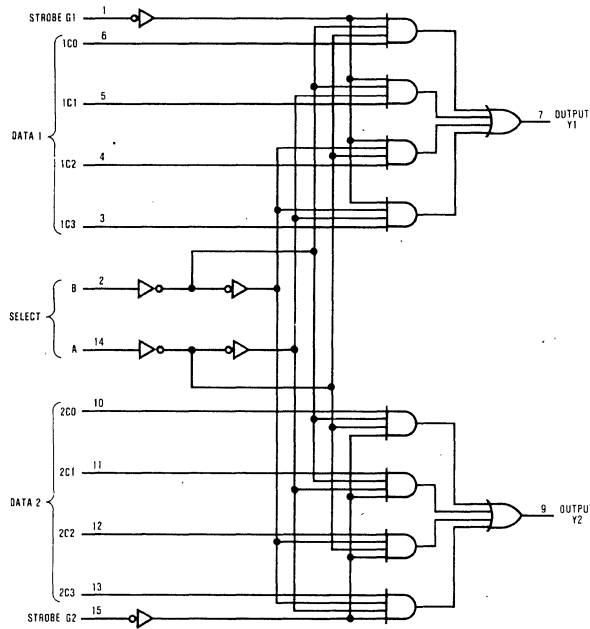 STROBE G1 1
1C0 6
1C1 5
DATA 1
1C2 4
1C3 3
7 OUTPUT
Y1
B 2
SELECT
A 14
2C0 10
2C1 11
DATA 2
2C2 12
2C3 13
STROBE G2 15
9 OUTPU
Y2